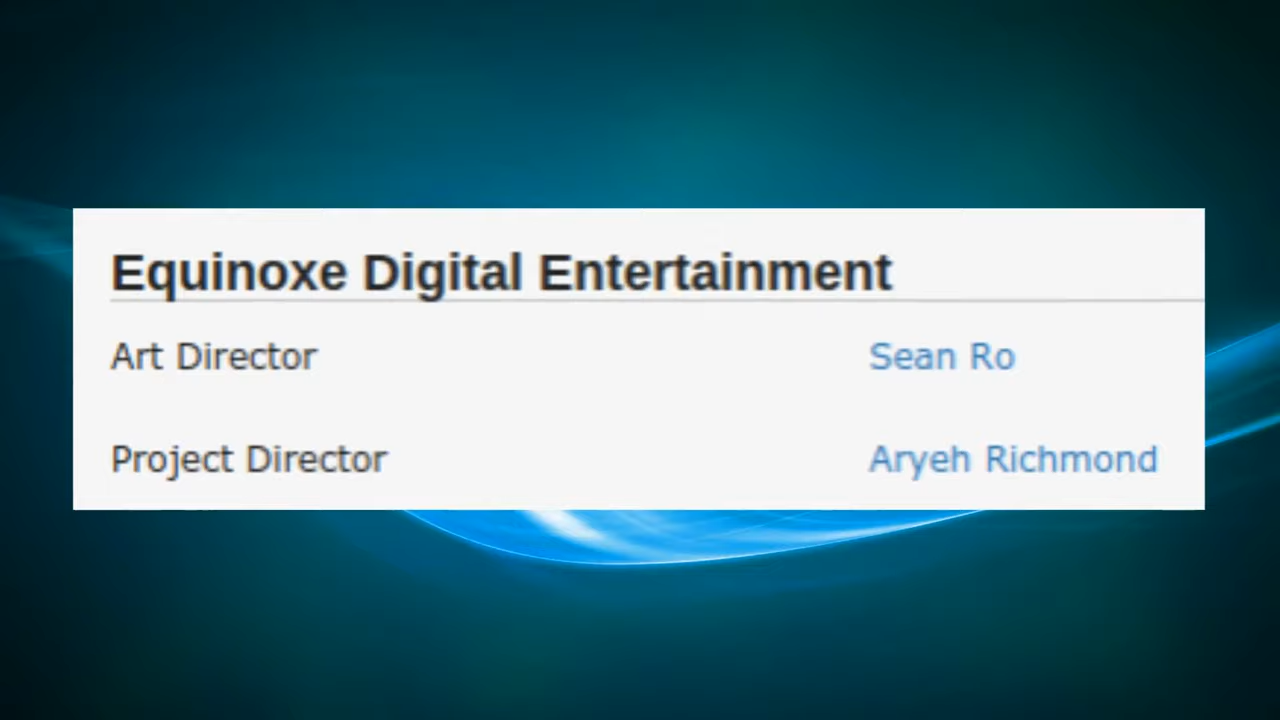 Equinoxe Digital Entertainment
Art Director Sean Ro
Project Director Aryeh Richmond